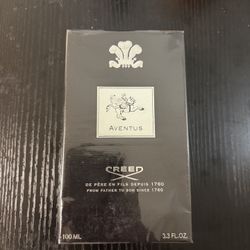 AVENTUS
CREED
DE PÈRE EN FILS DEPUIS 1760
FROM FATHER TO SON SINCE 1760
100 ML 3.3 FL.OZ.